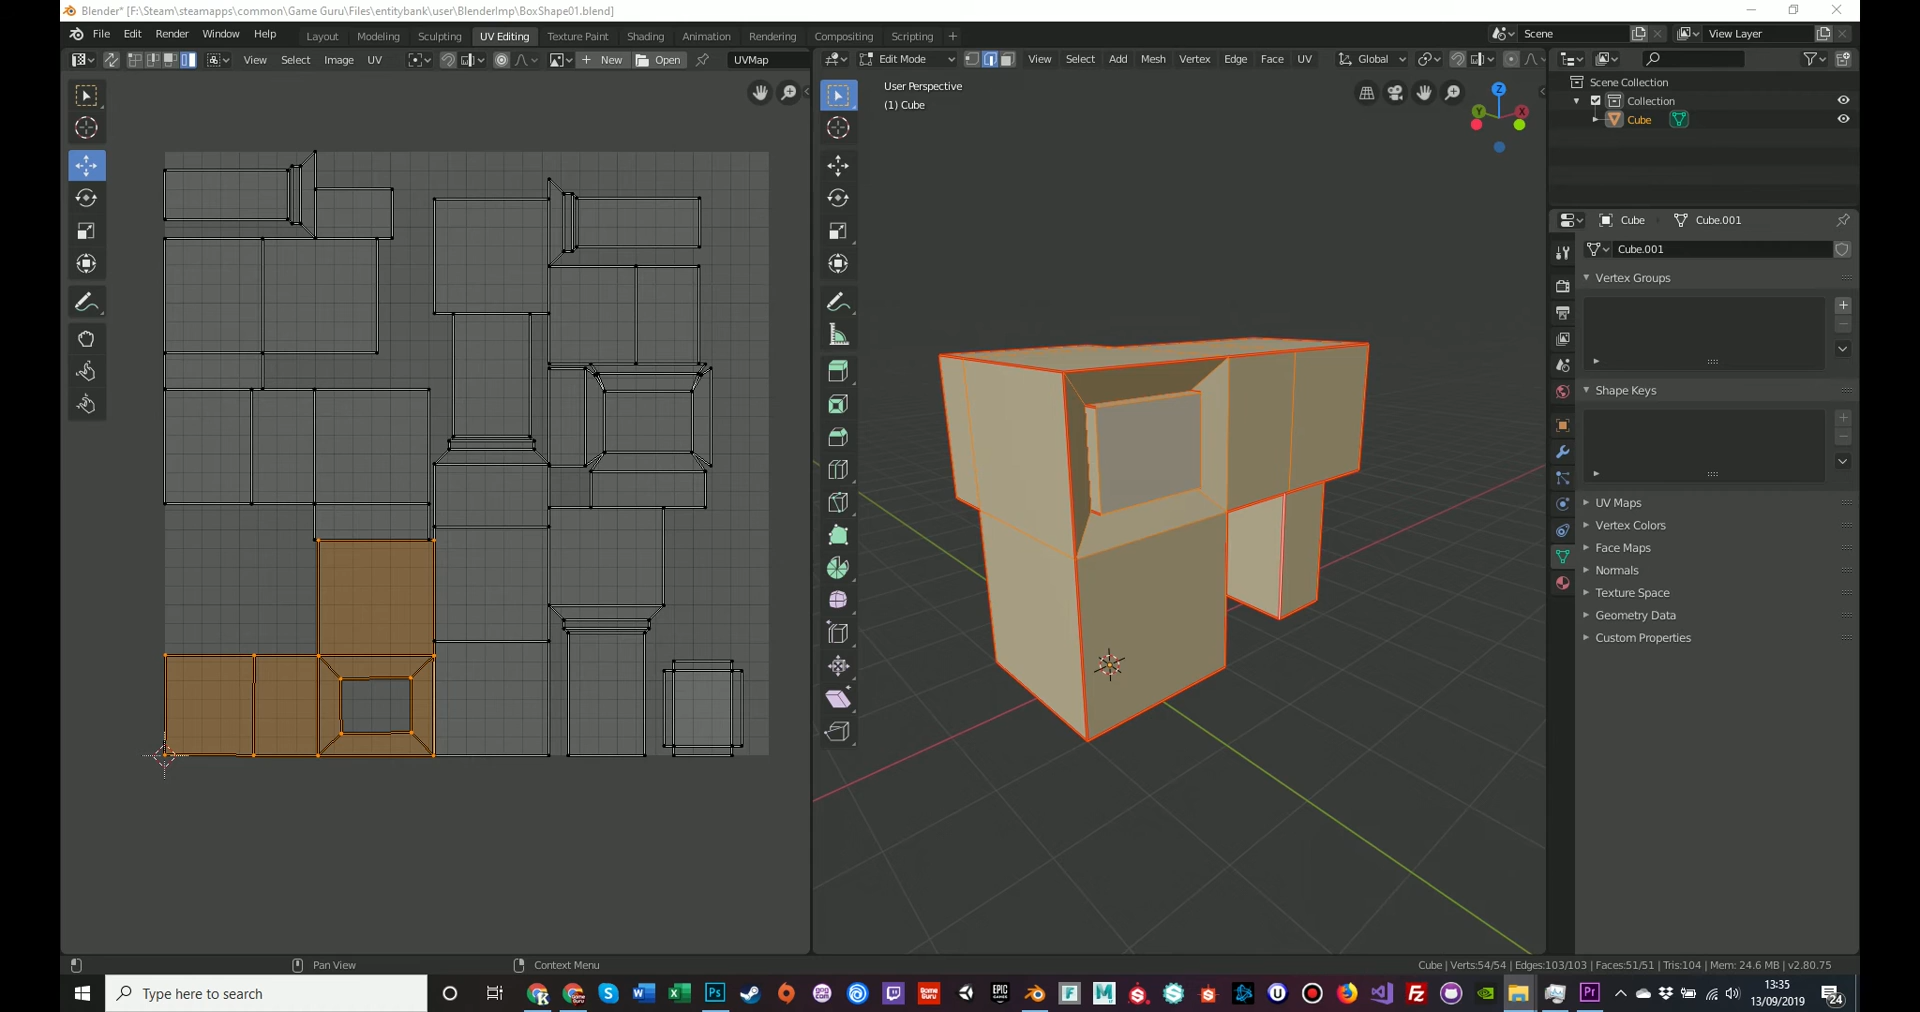 Blender* [F:\Steam\steamapps\common\Game Guru\Files\entitybank\user\BlenderImp\BoxShape01.blend]
File Edit Render Window Help Layout Modeling Sculpting UV Editing Texture Paint Shading Animation Rendering Compositing Scripting + Scene View Layer
View Select Image UV + New Open UVMap
Edit Mode View Select Add Mesh Vertex Edge Face UV Global
User Perspective
(1) Cube
Z
Y
X
Scene Collection
Collection
Cube
Cube Cube.001
Cube.001
Vertex Groups
Shape Keys
UV Maps
Vertex Colors
Face Maps
Normals
Texture Space
Geometry Data
Custom Properties
Pan View
Context Menu
Cube | Verts:54/54 | Edges:103/103 | Faces:51/51 | Tris:104 | Mem: 24.6 MB | v2.80.75
Type here to search
13:35
13/09/2019
24